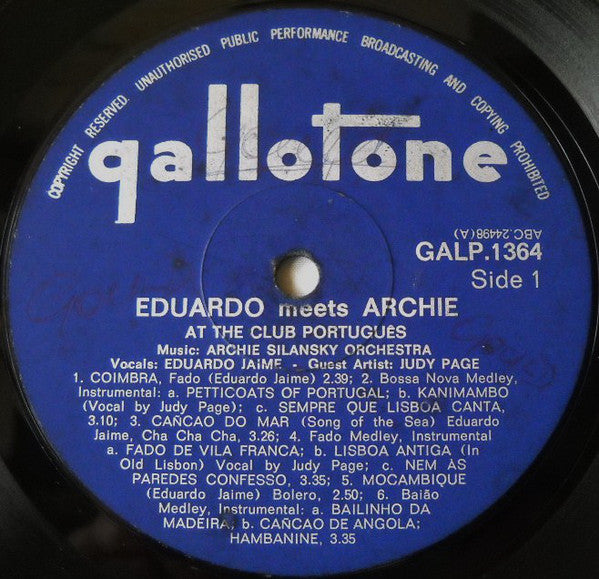 COPYRIGHT RESERVED. UNAUTHORISED PUBLIC PERFORMANCE BROADCASTING AND COPYING PROHIBITED
gallotone
ABC.24498(A)
GALP.1364
Side 1
EDUARDO meets ARCHIE
AT THE CLUB PORTUGUÊS
Music: ARCHIE SILANSKY ORCHESTRA
Vocals: EDUARDO JAIME - Guest Artist: JUDY PAGE
1. COIMBRA, Fado (Eduardo Jaime) 2.39; 2. Bossa Nova Medley,
Instrumental: a. PETTICOATS OF PORTUGAL; b. KANIMAMBO
(Vocal by Judy Page); c. SEMPRE QUE LISBOA CANTA,
3.10; 3. CAÑCAO DO MAR (Song of the Sea) Eduardo
Jaime, Cha Cha Cha, 3.26; 4. Fado Medley, Instrumental
a. FADO DE VILA FRANCA; b. LISBOA ANTIGA (In
Old Lisbon) Vocal by Judy Page; c. NEM ÀS
PAREDES CONFESSO, 3.35; 5. MOCAMBIQUE
(Eduardo Jaime) Bolero, 2.50; 6. Baião
Medley, Instrumental: a. BAILINHO DA
MADEIRA; b. CAÑCAO DE ANGOLA;
HAMBANINE, 3.35